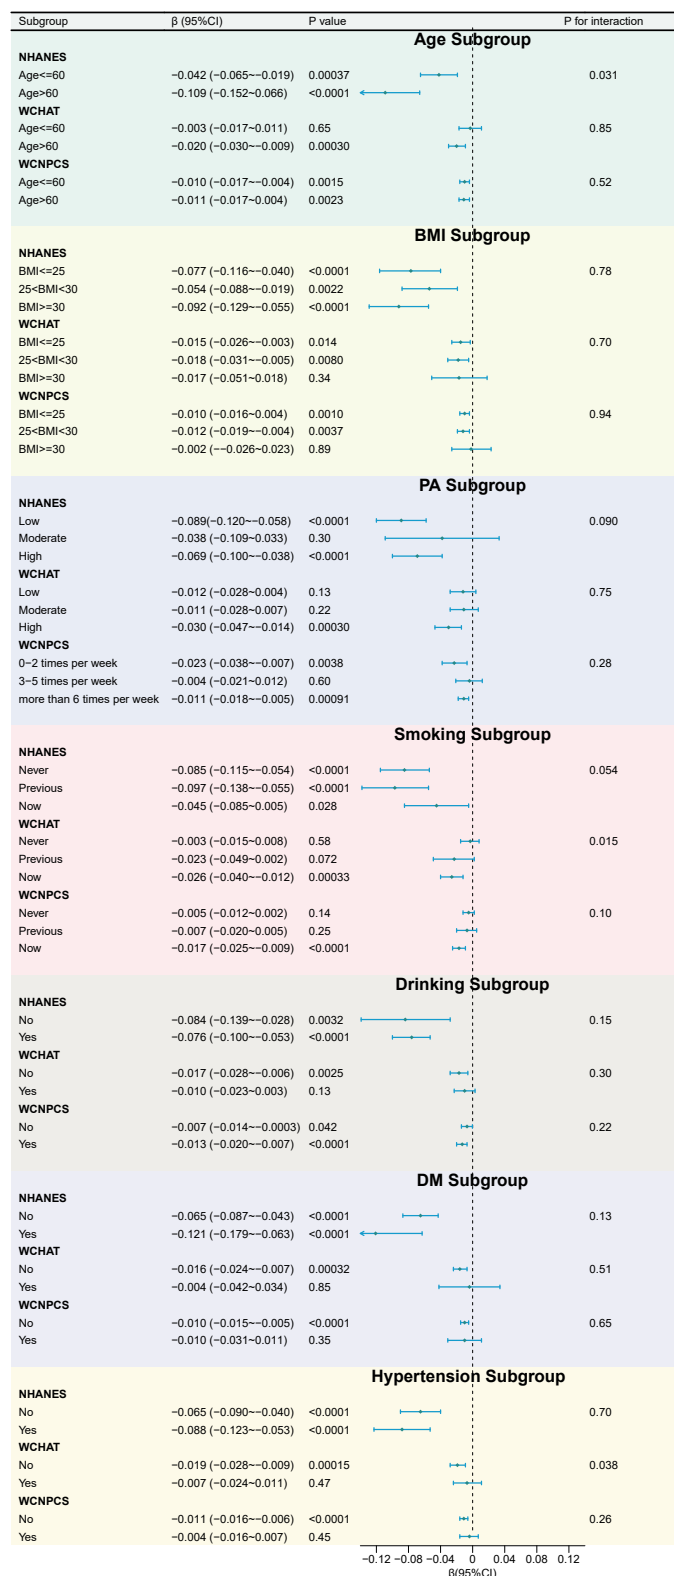 Subgroup β (95%CI) P value P for interaction
Age Subgroup
NHANES
Age<=60 −0.042 (−0.065~−0.019) 0.00037 0.031
Age>60 −0.109 (−0.152~0.066) <0.0001
WCHAT
Age<=60 −0.003 (−0.017~0.011) 0.65 0.85
Age>60 −0.020 (−0.030~−0.009) 0.00030
WCNPCS
Age<=60 −0.010 (−0.017~−0.004) 0.0015 0.52
Age>60 −0.011 (−0.017~0.004) 0.0023
BMI Subgroup
NHANES
BMI<=25 −0.077 (−0.116~−0.040) <0.0001 0.78
25<BMI<30 −0.054 (−0.088~−0.019) 0.0022
BMI>=30 −0.092 (−0.129~−0.055) <0.0001
WCHAT
BMI<=25 −0.015 (−0.026~−0.003) 0.014 0.70
25<BMI<30 −0.018 (−0.031~−0.005) 0.0080
BMI>=30 −0.017 (−0.051~0.018) 0.34
WCNPCS
BMI<=25 −0.010 (−0.016~0.004) 0.0010 0.94
25<BMI<30 −0.012 (−0.019~−0.004) 0.0037
BMI>=30 −0.002 (−−0.026~0.023) 0.89
PA Subgroup
NHANES
Low −0.089(−0.120~−0.058) <0.0001 0.090
Moderate −0.038 (−0.109~0.033) 0.30
High −0.069 (−0.100~−0.038) <0.0001
WCHAT
Low −0.012 (−0.028~0.004) 0.13 0.75
Moderate −0.011 (−0.028~0.007) 0.22
High −0.030 (−0.047~−0.014) 0.00030
WCNPCS
0−2 times per week −0.023 (−0.038~−0.007) 0.0038 0.28
3−5 times per week −0.004 (−0.021~0.012) 0.60
more than 6 times per week −0.011 (−0.018~−0.005) 0.00091
Smoking Subgroup
NHANES
Never −0.085 (−0.115~−0.054) <0.0001 0.054
Previous −0.097 (−0.138~−0.055) <0.0001
Now −0.045 (−0.085~0.005) 0.028
WCHAT
Never −0.003 (−0.015~0.008) 0.58 0.015
Previous −0.023 (−0.049~0.002) 0.072
Now −0.026 (−0.040~−0.012) 0.00033
WCNPCS
Never −0.005 (−0.012~0.002) 0.14 0.10
Previous −0.007 (−0.020~0.005) 0.25
Now −0.017 (−0.025~−0.009) <0.0001
Drinking Subgroup
NHANES
No −0.084 (−0.139~−0.028) 0.0032 0.15
Yes −0.076 (−0.100~−0.053) <0.0001
WCHAT
No −0.017 (−0.028~−0.006) 0.0025 0.30
Yes −0.010 (−0.023~0.003) 0.13
WCNPCS
No −0.007 (−0.014~−0.0003) 0.042 0.22
Yes −0.013 (−0.020~−0.007) <0.0001
DM Subgroup
NHANES
No −0.065 (−0.087~−0.043) <0.0001 0.13
Yes −0.121 (−0.179~−0.063) <0.0001
WCHAT
No −0.016 (−0.024~−0.007) 0.00032 0.51
Yes −0.004 (−0.042~0.034) 0.85
WCNPCS
No −0.010 (−0.015~−0.005) <0.0001 0.65
Yes −0.010 (−0.031~0.011) 0.35
Hypertension Subgroup
NHANES
No −0.065 (−0.090~−0.040) <0.0001 0.70
Yes −0.088 (−0.123~−0.053) <0.0001
WCHAT
No −0.019 (−0.028~−0.009) 0.00015 0.038
Yes −0.007 (−0.024~0.011) 0.47
WCNPCS
No −0.011 (−0.016~−0.006) <0.0001 0.26
Yes −0.004 (−0.016~0.007) 0.45
−0.12 −0.08 −0.04 0 0.04 0.08 0.12
β(95%CI)